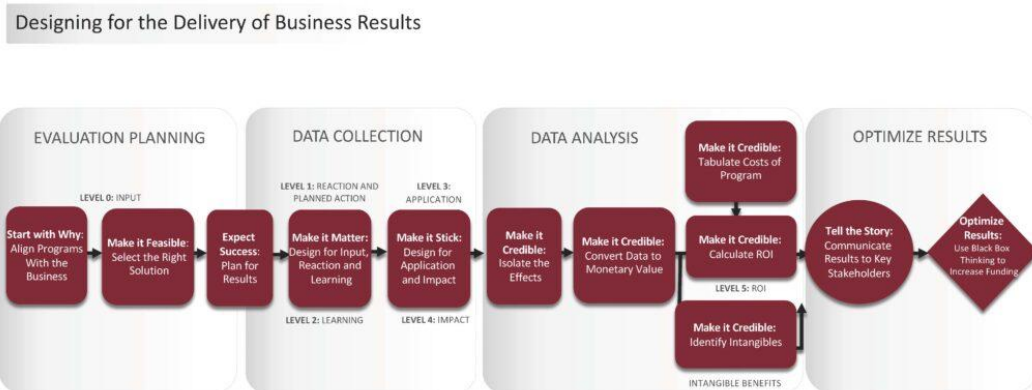 Designing for the Delivery of Business Results
EVALUATION PLANNING
LEVEL 0: INPUT
Start with Why:
Align Programs
With the
Business
Make it Feasible:
Select the Right
Solution
Expect
Success:
Plan for
Results
DATA COLLECTION
LEVEL 1: REACTION AND
PLANNED ACTION
Make it Matter:
Design for Input,
Reaction and
Learning
LEVEL 2: LEARNING
LEVEL 3:
APPLICATION
Make it Stick:
Design for
Application
and Impact
LEVEL 4: IMPACT
DATA ANALYSIS
Make it
Credible:
Isolate the
Effects
Make it Credible:
Convert Data to
Monetary Value
Make it Credible:
Tabulate Costs of
Program
Make it Credible:
Calculate ROI
LEVEL 5: ROI
Make it Credible:
Identify Intangibles
INTANGIBLE BENEFITS
OPTIMIZE RESULTS
Tell the Story:
Communicate
Results to Key
Stakeholders
Optimize
Results:
Use Black Box
Thinking to
Increase Funding